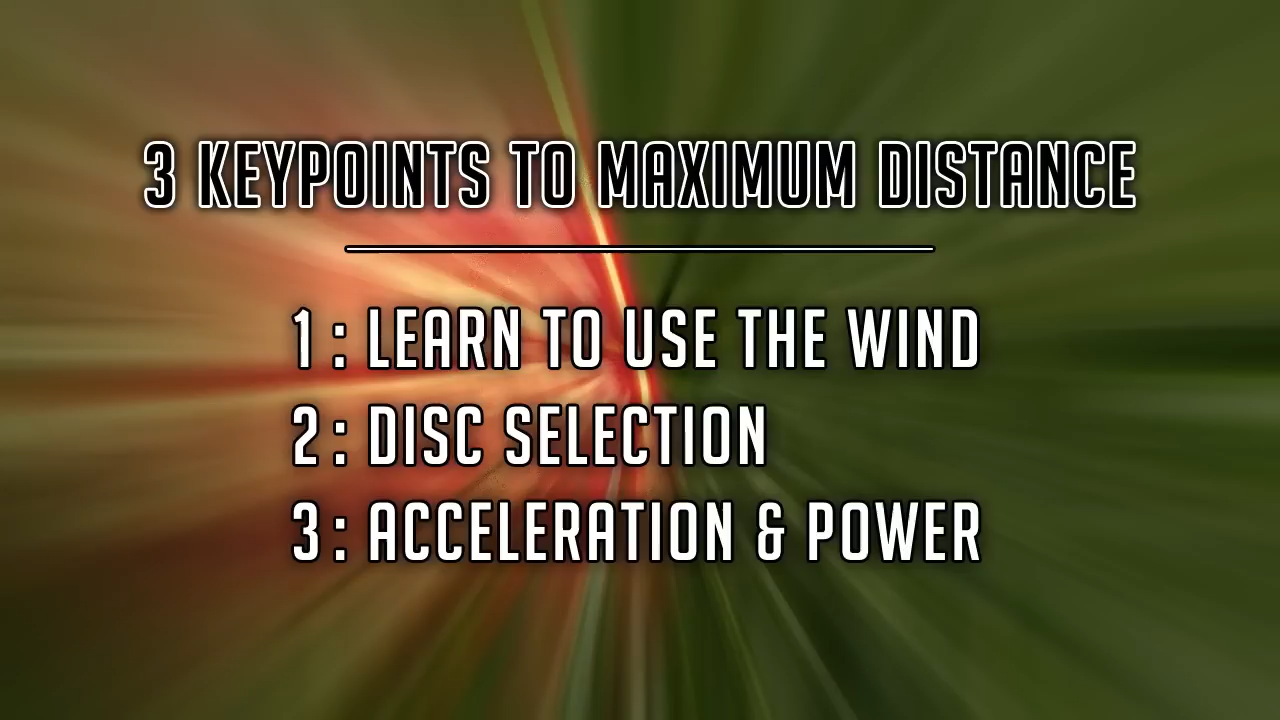 3 KEYPOINTS TO MAXIMUM DISTANCE
1 : LEARN TO USE THE WIND
2 : DISC SELECTION
3 : ACCELERATION & POWER